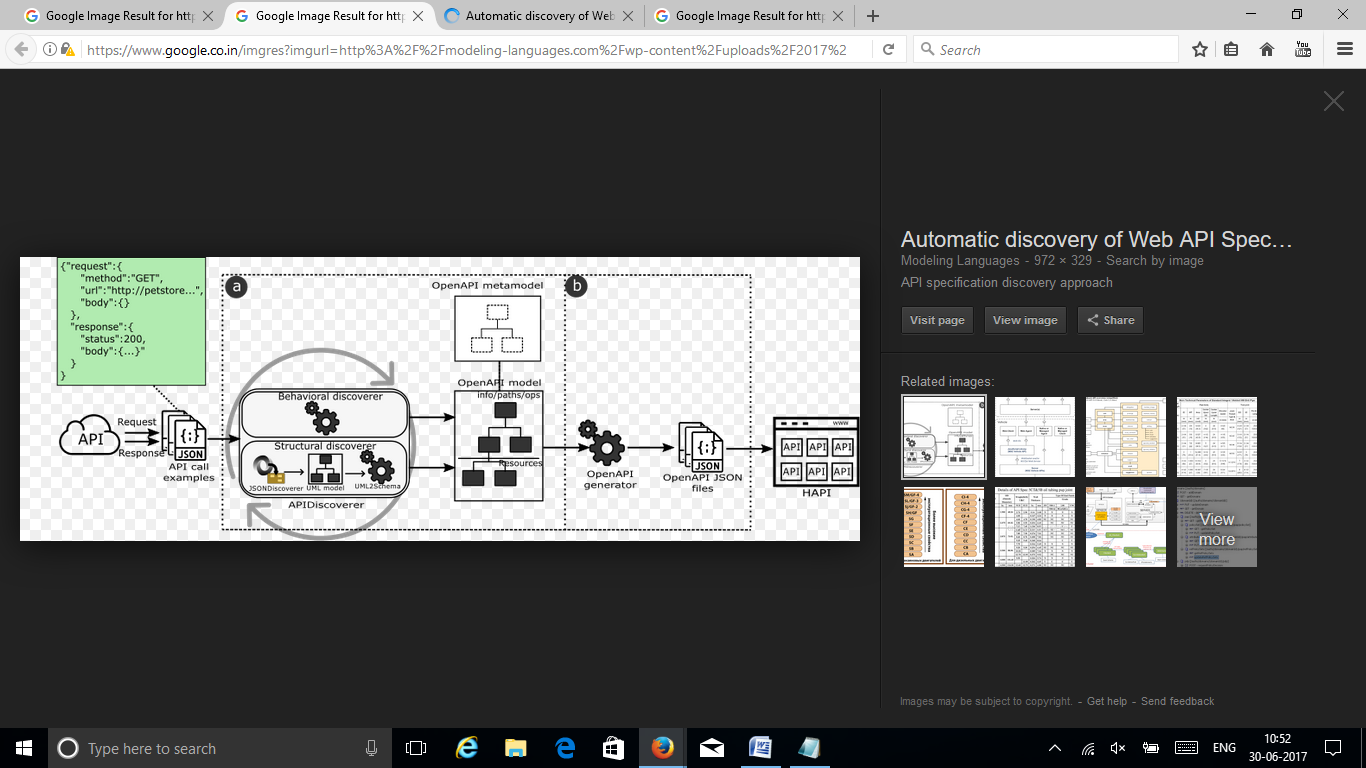 Google Image Result for http
Google Image Result for http
Automatic discovery of Web
Google Image Result for http
https://www.google.co.in/imgres?imgurl=http%3A%2F%2Fmodeling-languages.com%2Fwp-content%2Fuploads%2F2017%2
Search
You Tube
{"request":{
"method":"GET",
"url":"http://petstore...",
"body":{}
},
"response":{
"status":200,
"body":{...}"
}
}
API
Request
Response
JSON
API call
examples
a
Behavioral discoverer
Structural discoverer
JSONDiscoverer UML model UML2Schema
APIDiscoverer
OpenAPI metamodel
OpenAPI model
info/paths/ops
Resources
b
OpenAPI
generator
{:}
JSON
OpenAPI JSON
files
www
API API API
API API API
HAPI
Automatic discovery of Web API Spec…
Modeling Languages - 972 × 329 - Search by image
API specification discovery approach
Visit page
View image
Share
Related images:
View
more
Images may be subject to copyright. - Get help - Send feedback
Type here to search
ENG
10:52
30-06-2017